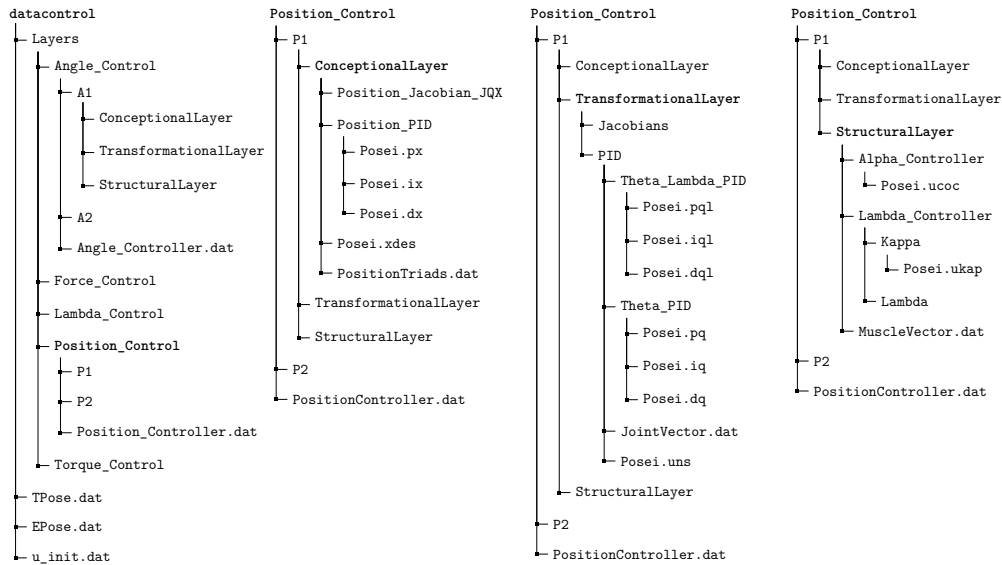 datacontrol
Layers
Angle_Control
A1
ConceptionalLayer
TransformationalLayer
StructuralLayer
A2
Angle_Controller.dat
Force_Control
Lambda_Control
Position_Control
P1
P2
Position_Controller.dat
Torque_Control
TPose.dat
EPose.dat
u_init.dat
Position_Control
P1
ConceptionalLayer
Position_Jacobian_JQX
Position_PID
Posei.px
Posei.ix
Posei.dx
Posei.xdes
PositionTriads.dat
TransformationalLayer
StructuralLayer
P2
PositionController.dat
Position_Control
P1
ConceptionalLayer
TransformationalLayer
Jacobians
PID
Theta_Lambda_PID
Posei.pql
Posei.iql
Posei.dql
Theta_PID
Posei.pq
Posei.iq
Posei.dq
JointVector.dat
Posei.uns
StructuralLayer
P2
PositionController.dat
Position_Control
P1
ConceptionalLayer
TransformationalLayer
StructuralLayer
Alpha_Controller
Posei.ucoc
Lambda_Controller
Kappa
Posei.ukap
Lambda
MuscleVector.dat
P2
PositionController.dat